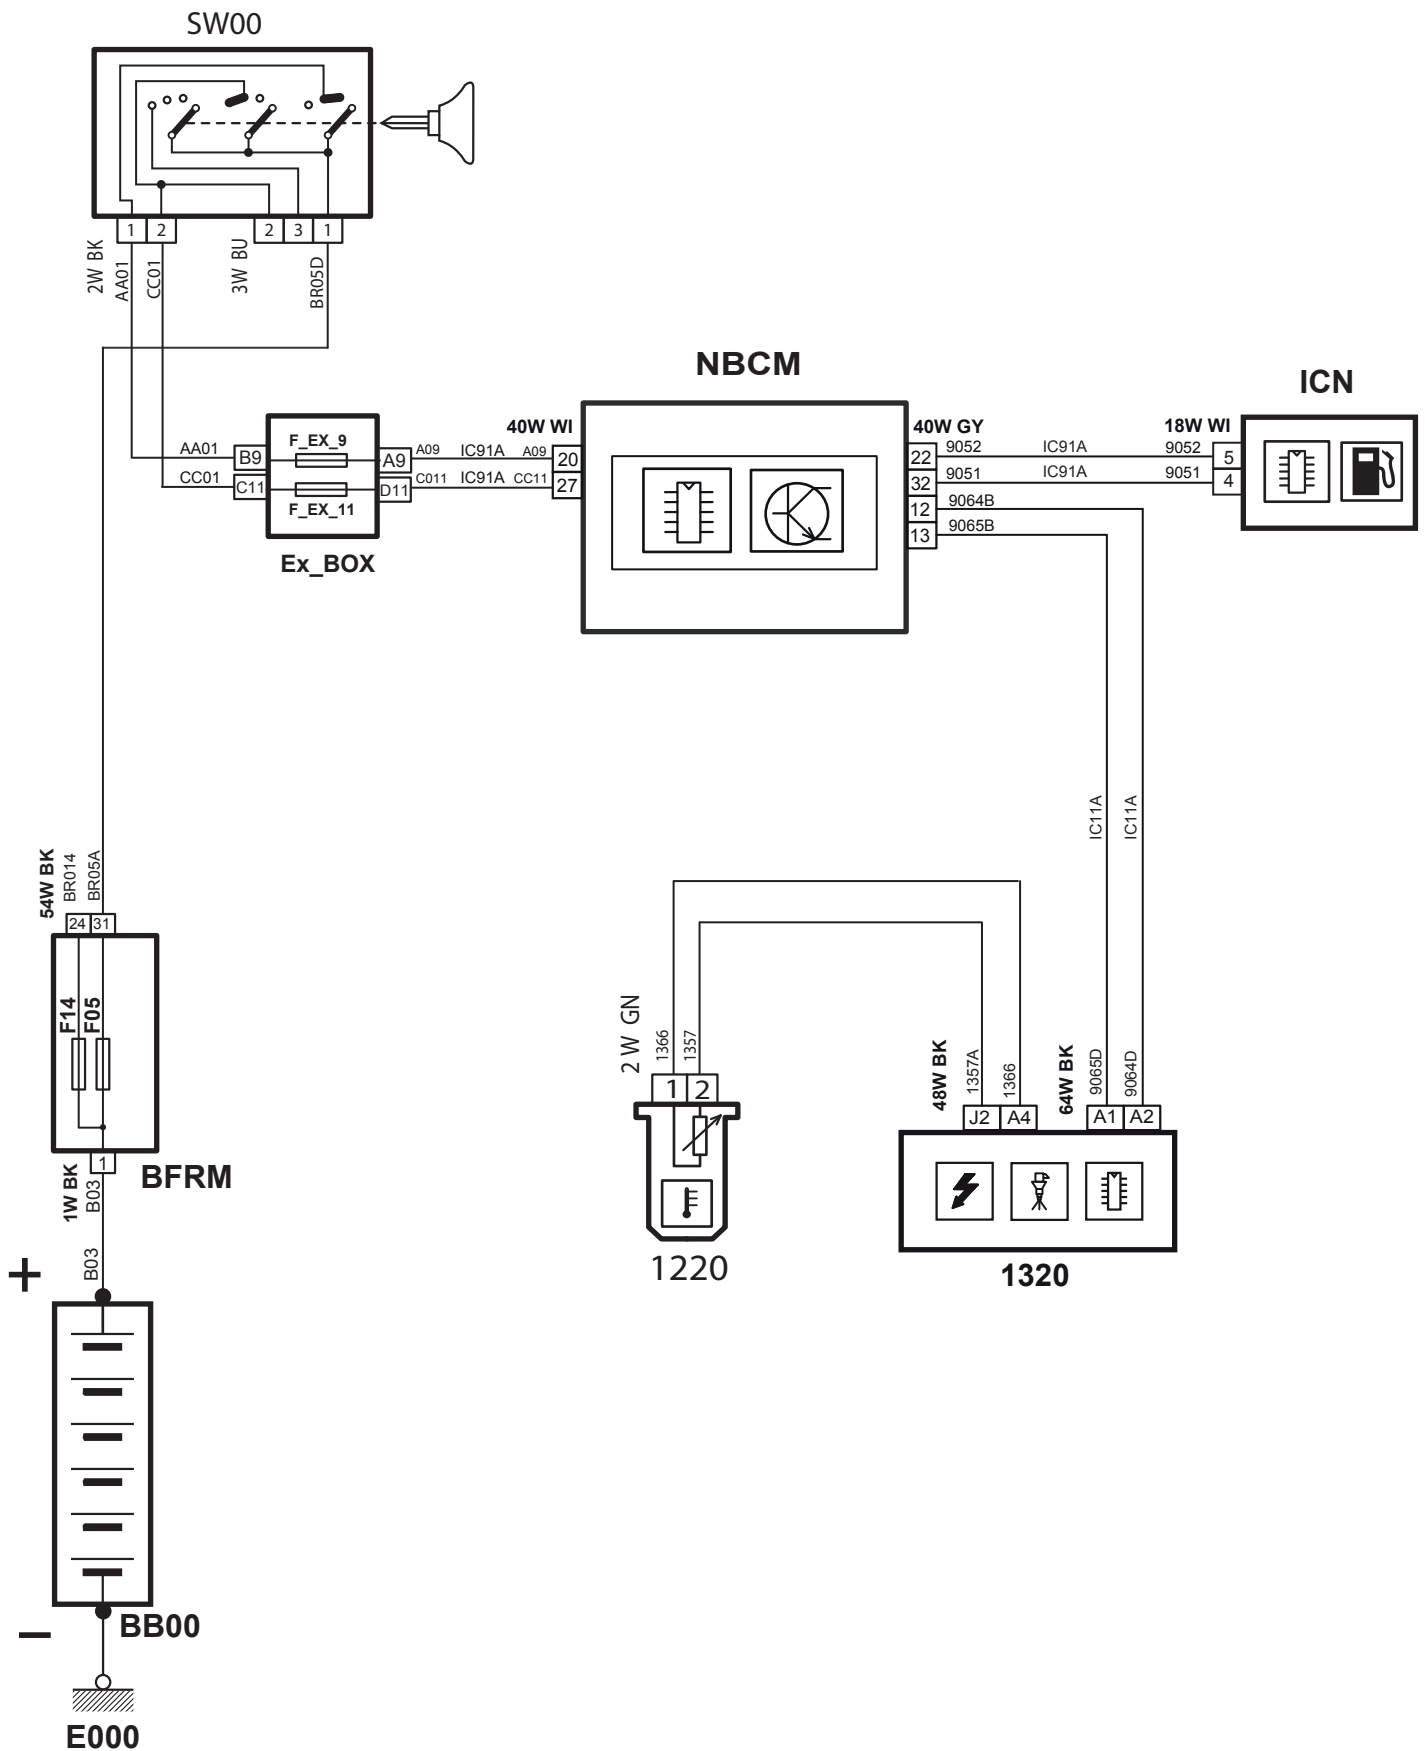 SW00
1 2 2 3 1
2W BK
AA01
CC01
3W BU
BR05D
NBCM
ICN
40W WI
40W GY
18W WI
AA01 B9 F_EX_9 A9 A09 IC91A A09 20
CC01 C11 F_EX_11 D11 C011 IC91A CC11 27
Ex_BOX
22 9052 IC91A 9052 5
32 9051 IC91A 9051 4
12 9064B
13 9065B
IC11A
IC11A
54W BK
BR014
BR05A
24 31
F14
F05
1
BFRM
1W BK
B03
B03
2 W GN
1366
1357
1 2
1220
48W BK
1357A
1366
64W BK
9065D
9064D
J2 A4 A1 A2
1320
+
BB00
−
E000